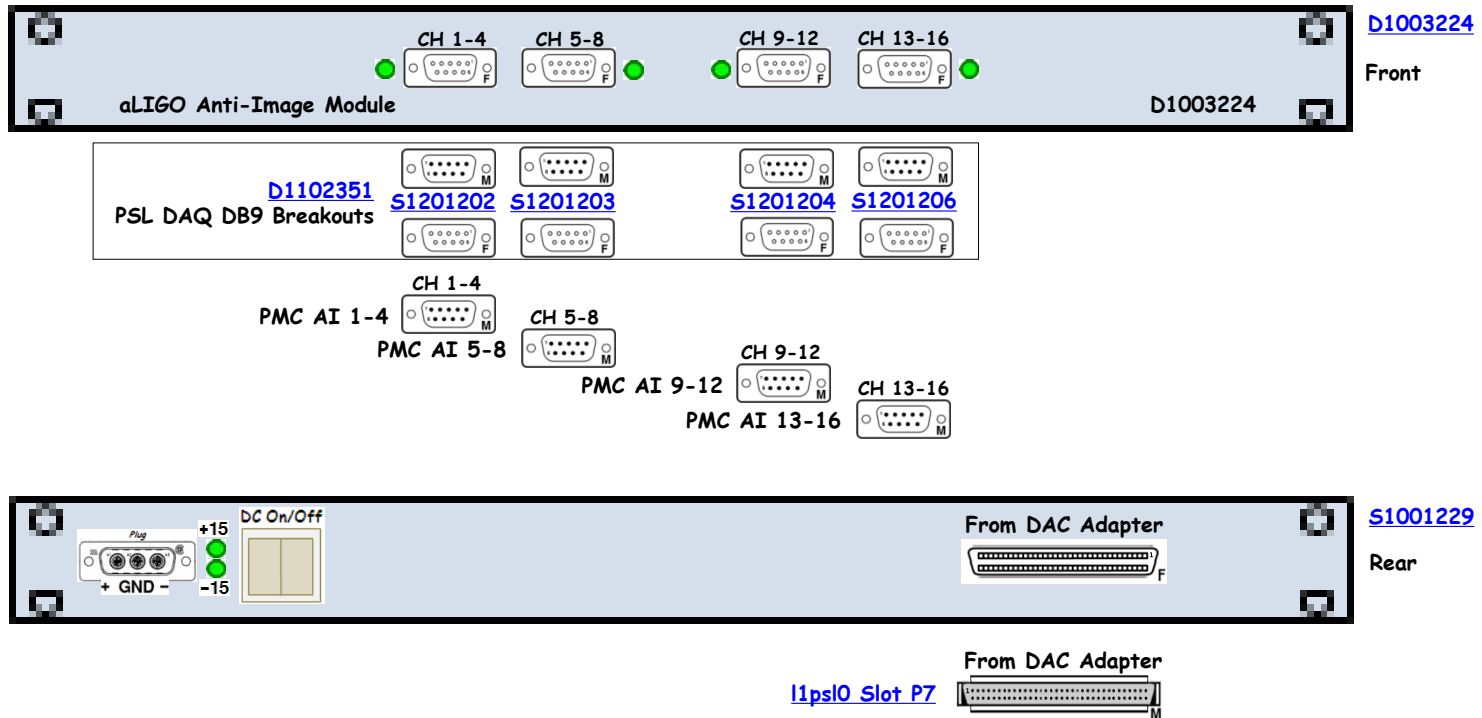 CH 1-4 CH 5-8 CH 9-12 CH 13-16 D1003224
F F F F
Front
aLIGO Anti-Image Module D1003224
M M M M
D1102351 S1201202 S1201203 S1201204 S1201206
PSL DAQ DB9 Breakouts
F F F F
CH 1-4
PMC AI 1-4 M CH 5-8
PMC AI 5-8 M CH 9-12
PMC AI 9-12 M CH 13-16
PMC AI 13-16 M
DC On/Off
Plug +15 From DAC Adapter S1001229
1
F Rear
+ GND - -15
From DAC Adapter
l1psl0 Slot P7 1
M